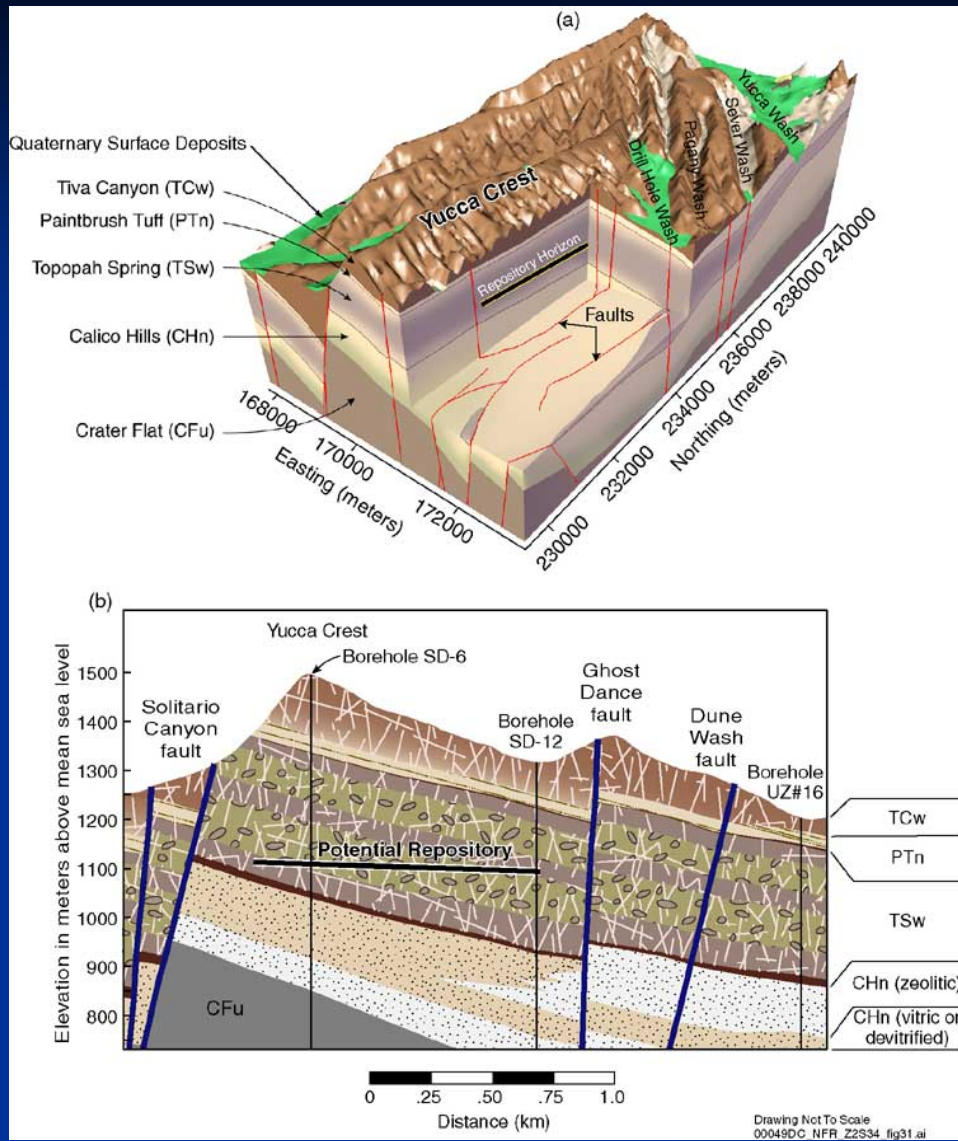 (a)
Quaternary Surface Deposits
Tiva Canyon (TCw)
Paintbrush Tuff (PTn)
Topopah Spring (TSw)
Calico Hills (CHn)
Crater Flat (CFu)
Yucca Crest
Drill Hole Wash
Pagany Wash
Sever Wash
Yucca Wash
Repository Horizon
Faults
168000
170000
172000
Easting (meters)
230000
232000
234000
236000
238000
240000
Northing (meters)
(b)
Elevation in meters above mean sea level
1500
1400
1300
1200
1100
1000
900
800
Solitario
Canyon
fault
Yucca Crest
Borehole SD-6
Borehole
SD-12
Ghost
Dance
fault
Dune
Wash
fault
Borehole
UZ#16
Potential Repository
CFu
TCw
PTn
TSw
CHn (zeolitic)
CHn (vitric or
devitrified)
0 .25 .50 .75 1.0
Distance (km)
Drawing Not To Scale
00049DC_NFR_Z2S34_fig31.ai